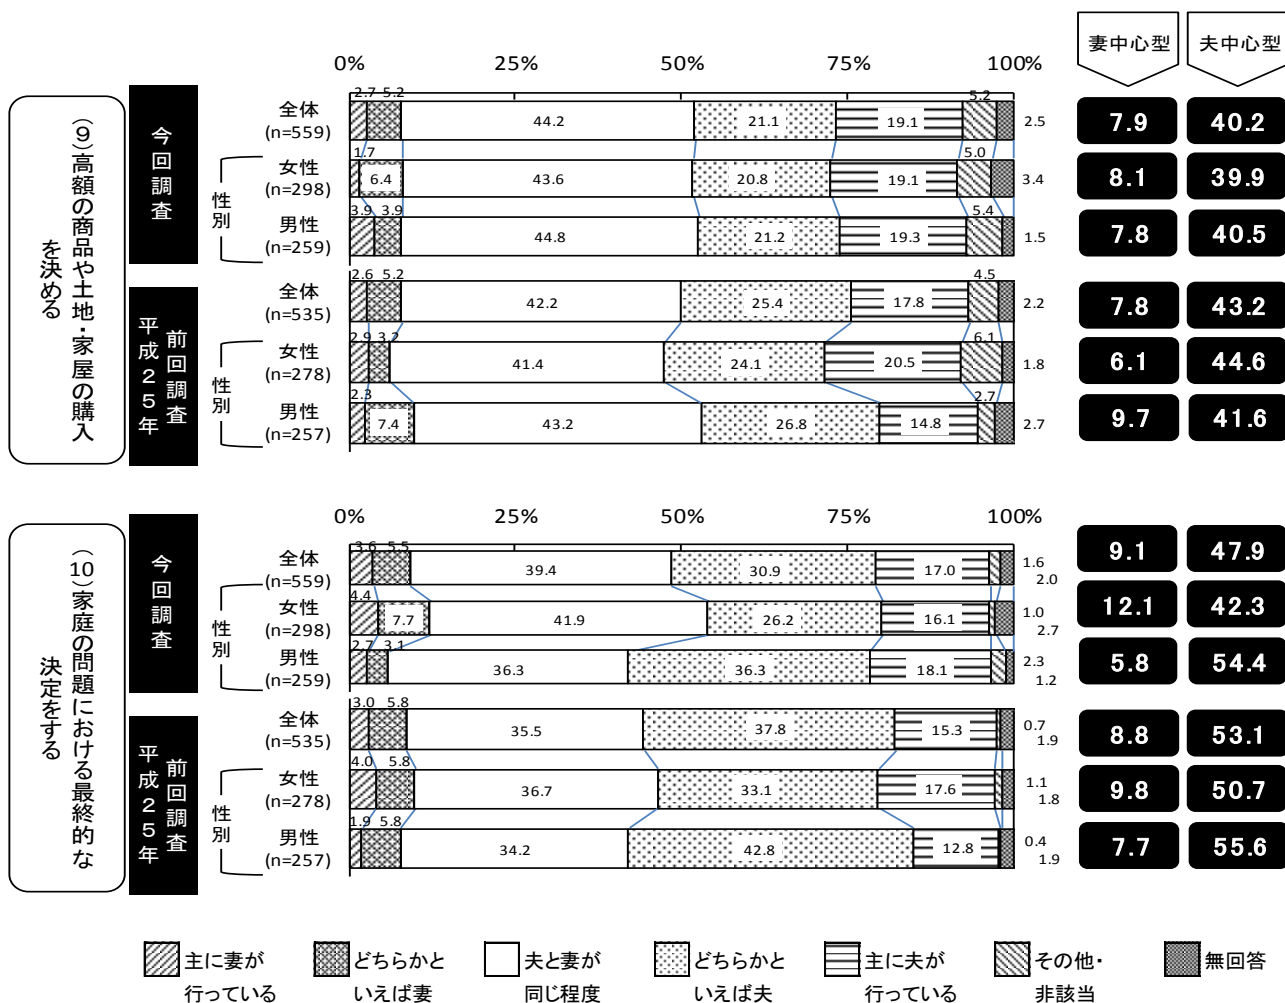 妻中心型 夫中心型
0% 25% 50% 75% 100%
(9)高額の商品や土地・家屋の購入
を決める
今回調査
全体
(n=559)
2.7 5.2 44.2 21.1 19.1 5.2 2.5 7.9 40.2
性別
女性
(n=298)
1.7 6.4 43.6 20.8 19.1 5.0 3.4 8.1 39.9
男性
(n=259)
3.9 3.9 44.8 21.2 19.3 5.4 1.5 7.8 40.5
前回調査
平成25年
全体
(n=535)
2.6 5.2 42.2 25.4 17.8 4.5 2.2 7.8 43.2
性別
女性
(n=278)
2.9 3.2 41.4 24.1 20.5 6.1 1.8 6.1 44.6
男性
(n=257)
2.3 7.4 43.2 26.8 14.8 2.7 2.7 9.7 41.6
0% 25% 50% 75% 100%
(10)家庭の問題における最終的な
決定をする
今回調査
全体
(n=559)
3.6 5.5 39.4 30.9 17.0 1.6 2.0 9.1 47.9
性別
女性
(n=298)
4.4 7.7 41.9 26.2 16.1 1.0 2.7 12.1 42.3
男性
(n=259)
2.7 3.1 36.3 36.3 18.1 2.3 1.2 5.8 54.4
前回調査
平成25年
全体
(n=535)
3.0 5.8 35.5 37.8 15.3 0.7 1.9 8.8 53.1
性別
女性
(n=278)
4.0 5.8 36.7 33.1 17.6 1.1 1.8 9.8 50.7
男性
(n=257)
1.9 5.8 34.2 42.8 12.8 0.4 1.9 7.7 55.6
主に妻が
行っている
どちらかと
いえば妻
夫と妻が
同じ程度
どちらかと
いえば夫
主に夫が
行っている
その他・
非該当
無回答